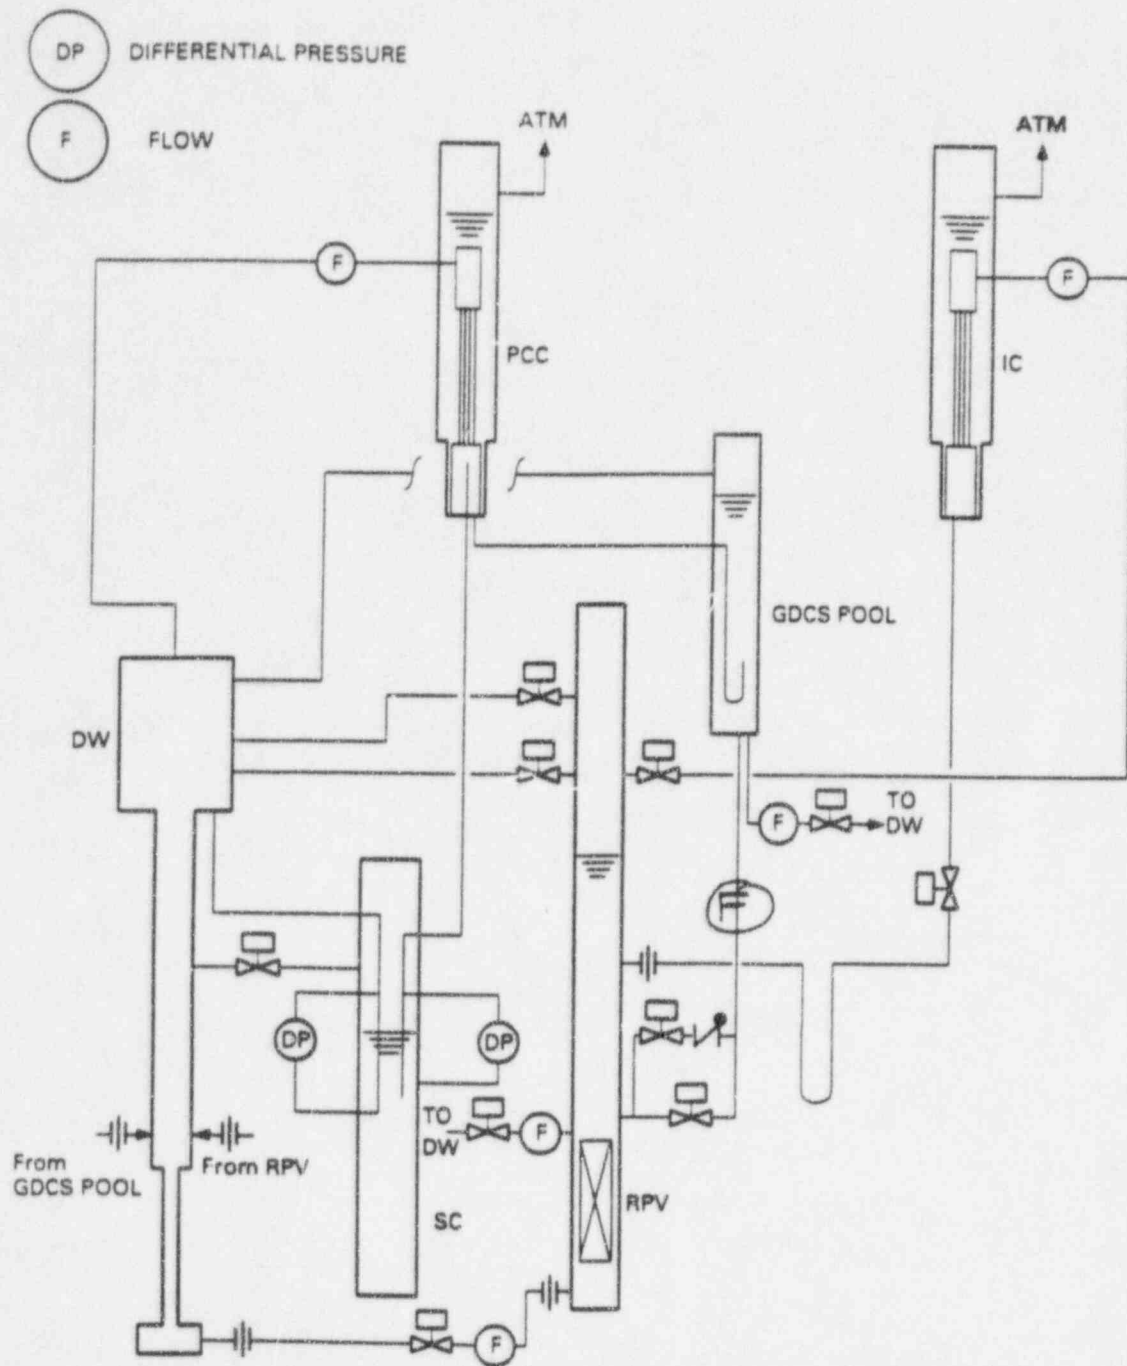 DP DIFFERENTIAL PRESSURE
F FLOW
ATM
ATM
F
F
PCC
IC
GDCS POOL
DW
F
TO
DW
F
DP
DP
TO
DW
F
From
GDCS POOL
From RPV
SC
RPV
F